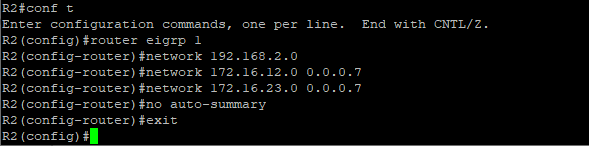 R2#conf t
Enter configuration commands, one per line.  End with CNTL/Z.
R2(config)#router eigrp 1
R2(config-router)#network 192.168.2.0
R2(config-router)#network 172.16.12.0 0.0.0.7
R2(config-router)#network 172.16.23.0 0.0.0.7
R2(config-router)#no auto-summary
R2(config-router)#exit
R2(config)#